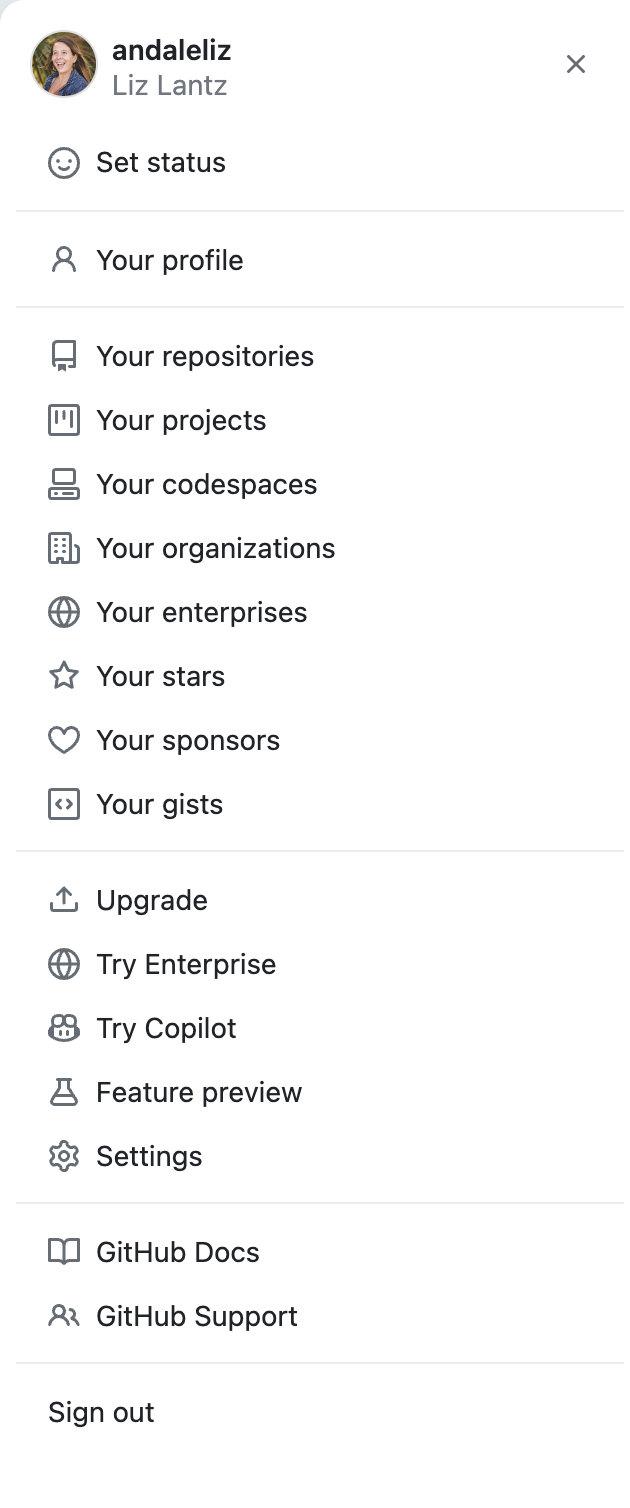 andaleliz
Liz Lantz
Set status
Your profile
Your repositories
Your projects
Your codespaces
Your organizations
Your enterprises
Your stars
Your sponsors
Your gists
Upgrade
Try Enterprise
Try Copilot
Feature preview
Settings
GitHub Docs
GitHub Support
Sign out